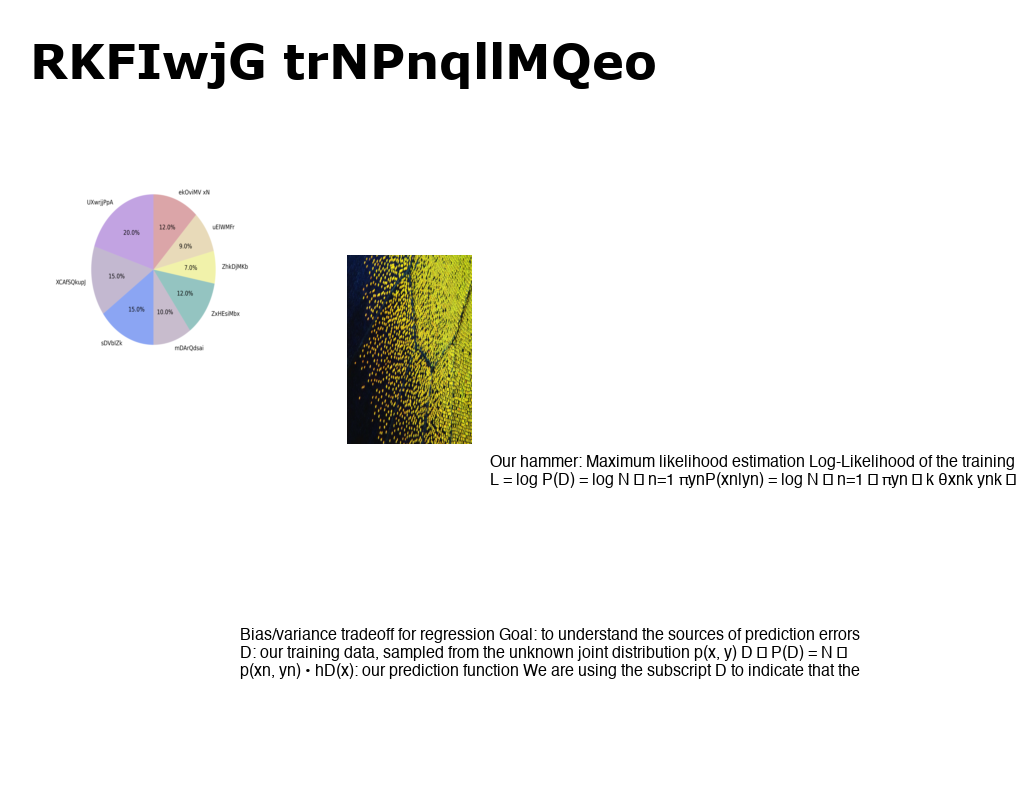 RKFIwjG trNPnqllMQeo
ekOviMV xN
UXwrjjPpA
uEIWMFr
12.0%
20.0%
9.0%
7.0%
ZhkDjMKb
15.0%
XCAfSQkupJ
12.0%
15.0%
10.0%
ZxHEsiMbx
sDVbIZk
mDArQdsai
Our hammer: Maximum likelihood estimation Log-Likelihood of the training
L = log P(D) = log N □ n=1 πynP(xn|yn) = log N □ n=1 □ πyn □ k θxnk ynk □
Bias/variance tradeoff for regression Goal: to understand the sources of prediction errors
D: our training data, sampled from the unknown joint distribution p(x, y) D □ P(D) = N □
p(xn, yn) • hD(x): our prediction function We are using the subscript D to indicate that the